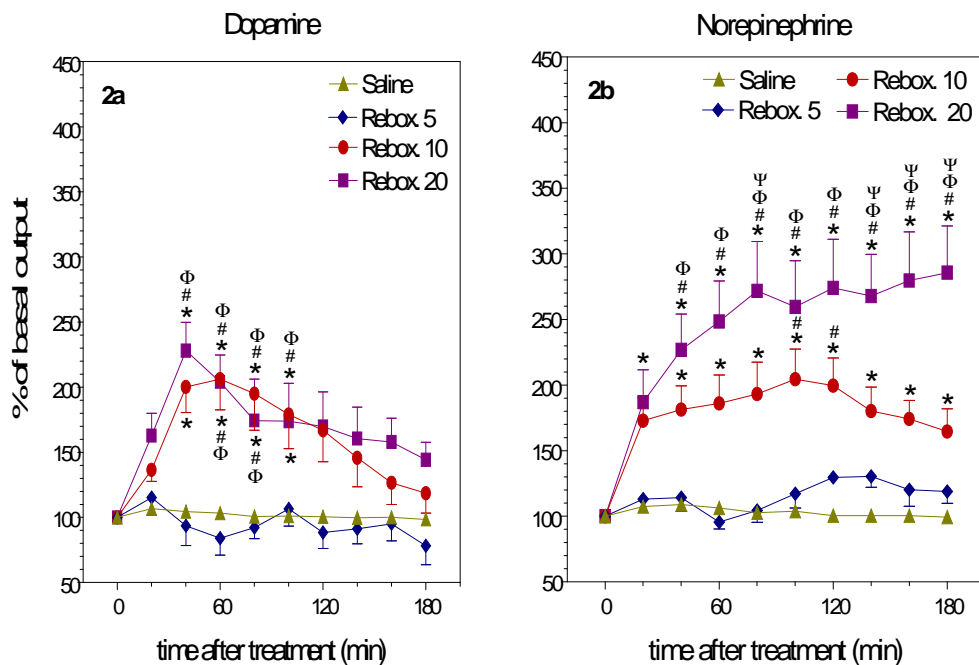 Dopamine
Norepinephrine
% of basal output
450
400
350
300
250
200
150
100
50
2a
Saline
Rebox. 5
Rebox. 10
Rebox. 20
Φ
#
*
Φ
#
*
Φ
#
*
Φ
#
*
*
*
#
Φ
*
#
Φ
*
0
60
120
180
time after treatment (min)
450
400
350
300
250
200
150
100
50
2b
Saline
Rebox. 5
Rebox. 10
Rebox. 20
*
Φ
#
*
Φ
#
*
Ψ
Φ
#
*
Φ
#
*
Φ
#
*
Ψ
Φ
#
*
Ψ
Φ
#
*
Ψ
Φ
#
*
*
*
*
#
*
#
*
*
*
*
0
60
120
180
time after treatment (min)